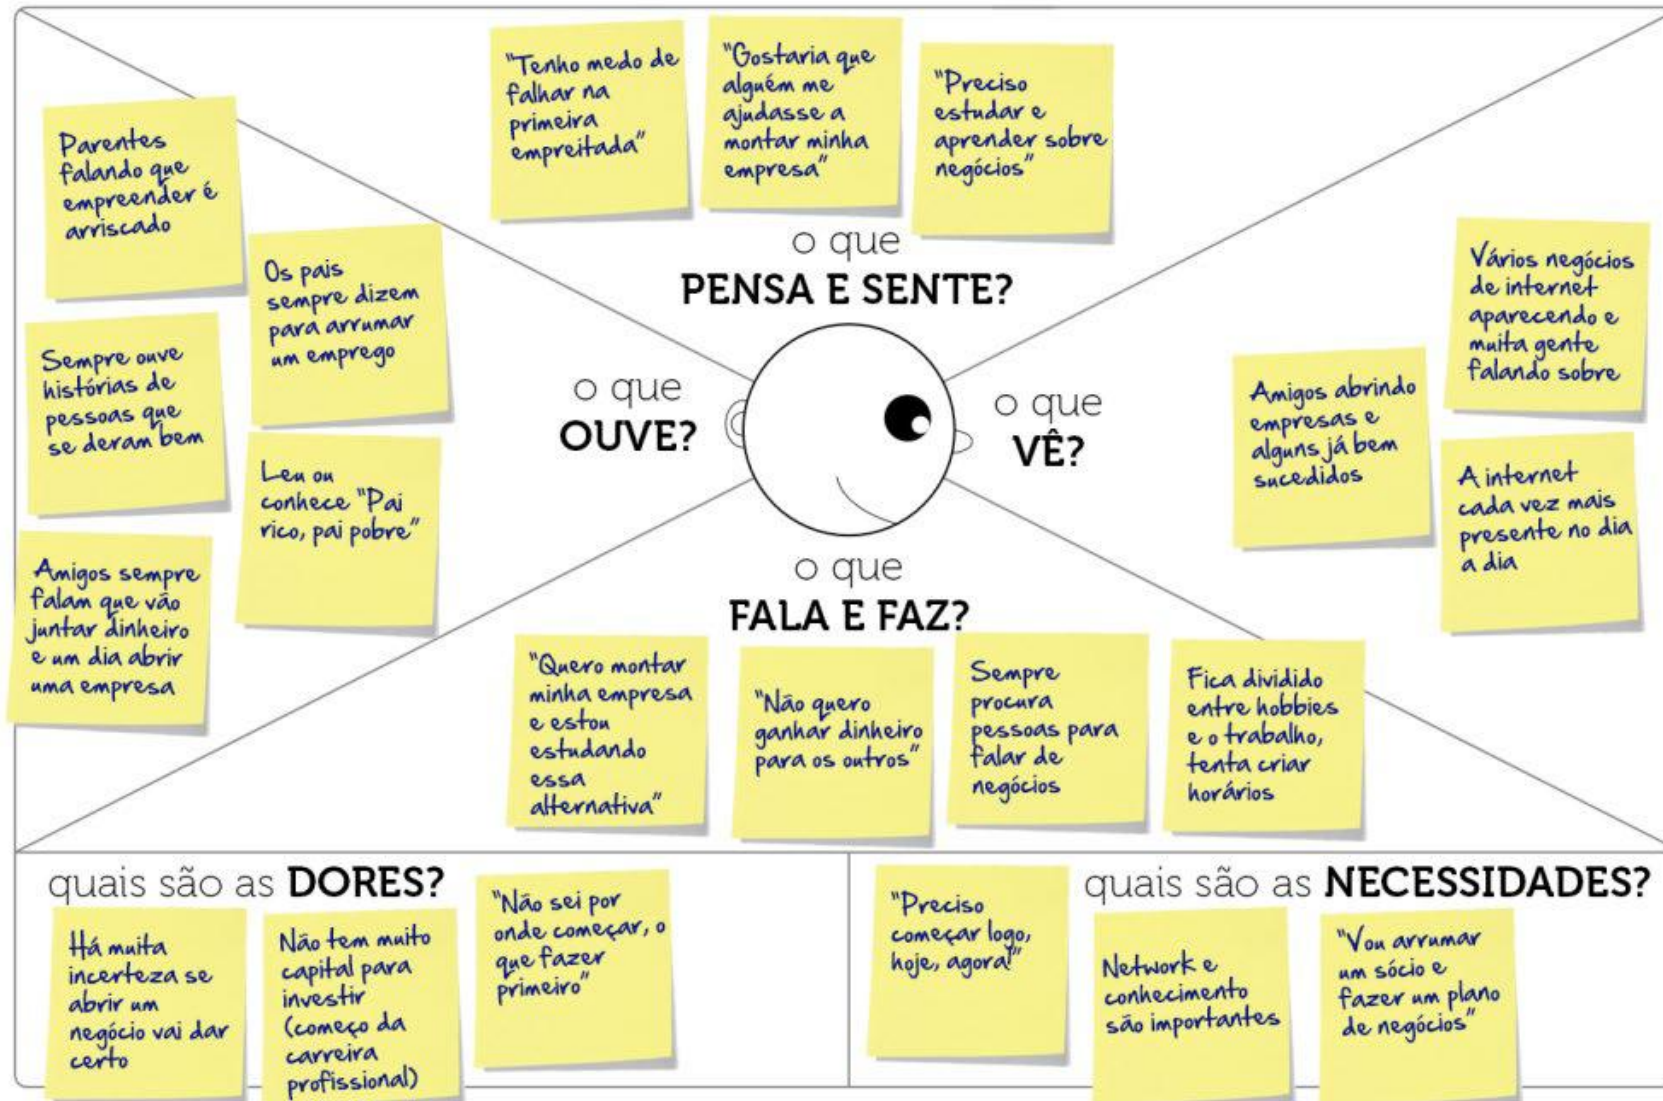 "Tenho medo de
falhar na
primeira
empreitada"
"Gostaria que
alguém me
ajudasse a
montar minha
empresa"
"Preciso
estudar e
aprender sobre
negócios"
o que
PENSA E SENTE?
Parentes
falando que
empreender é
arriscado
Os pais
sempre dizem
para arrumar
um emprego
Sempre ouve
histórias de
pessoas que
se deram bem
Leu ou
conhece "Pai
rico, pai pobre"
Amigos sempre
falam que vão
juntar dinheiro
e um dia abrir
uma empresa
o que
OUVE?
o que
VÊ?
Vários negócios
de internet
aparecendo e
muita gente
falando sobre
Amigos abrindo
empresas e
alguns já bem
sucedidos
A internet
cada vez mais
presente no dia
a dia
o que
FALA E FAZ?
"Quero montar
minha empresa
e estou
estudando
essa
alternativa"
"Não quero
ganhar dinheiro
para os outros"
Sempre
procura
pessoas para
falar de
negócios
Fica dividido
entre hobbies
e o trabalho,
tenta criar
horários
quais são as DORES?
Há muita
incerteza se
abrir um
negócio vai dar
certo
Não tem muito
capital para
investir
(começo da
carreira
profissional)
"Não sei por
onde começar, o
que fazer
primeiro"
quais são as NECESSIDADES?
"Preciso
começar logo,
hoje, agora!"
Network e
conhecimento
são importantes
"Vou arrumar
um sócio e
fazer um plano
de negócios"